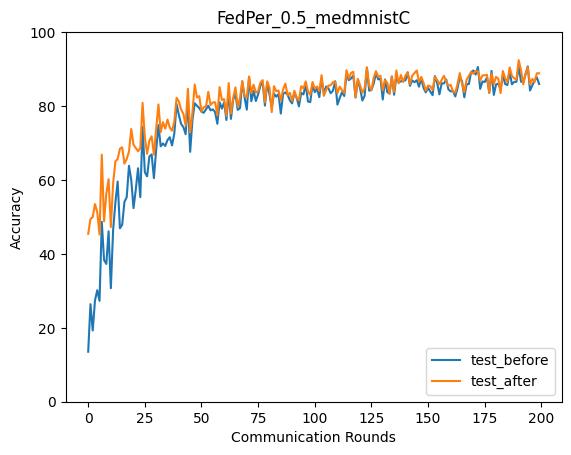 FedPer_0.5_medmnistC
100
80
60
40
20
0
Accuracy
0 25 50 75 100 125 150 175 200
Communication Rounds
test_before
test_after